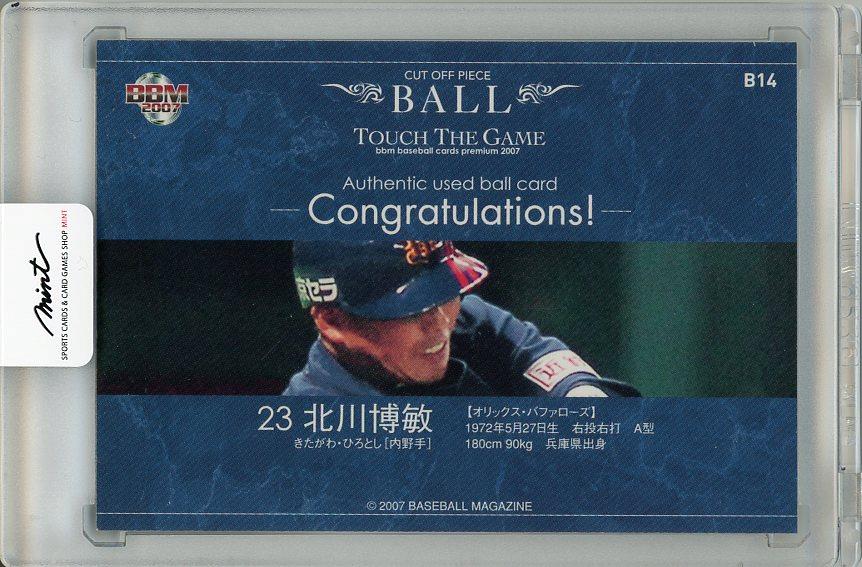 BBM
2007
CUT OFF PIECE
BALL
B14
TOUCH THE GAME
bbm baseball cards premium 2007
Authentic used ball card
Congratulations!
mint
SPORTS CARDS & CARD GAMES SHOP MINT
京セラ
23 北川博敏
きたがわ・ひろとし[内野手]
【オリックス・バファローズ】
1972年5月27日生 右投右打 A型
180cm 90kg 兵庫県出身
© 2007 BASEBALL MAGAZINE